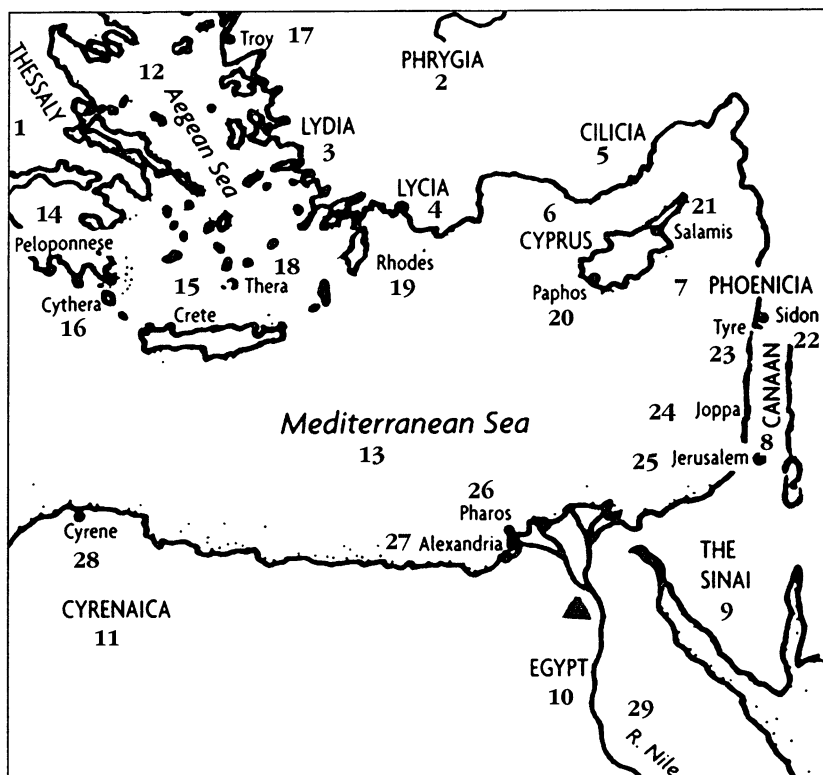 Troy 17
THESSALY
12
PHRYGIA
2
1
Aegean Sea
LYDIA
3
CILICIA
5
14
Peloponnese
LYCIA
4
6
CYPRUS
21
Salamis
Cythera
16
15
18
Thera
Rhodes
19
Paphos
20
7
PHOENICIA
Crete
Tyre
23
Sidon
22
CANAAN
8
Mediterranean Sea
13
24 Joppa
25 Jerusalem
26
Pharos
27 Alexandria
Cyrene
28
THE
SINAI
9
CYRENAICA
11
EGYPT
10
29
R. Nile